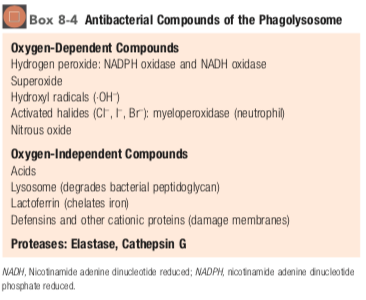 Box 8-4 Antibacterial Compounds of the Phagolysosome
Oxygen-Dependent Compounds
Hydrogen peroxide: NADPH oxidase and NADH oxidase
Superoxide
Hydroxyl radicals (·OH⁻)
Activated halides (Cl⁻, I⁻, Br⁻): myeloperoxidase (neutrophil)
Nitrous oxide
Oxygen-Independent Compounds
Acids
Lysosome (degrades bacterial peptidoglycan)
Lactoferrin (chelates iron)
Defensins and other cationic proteins (damage membranes)
Proteases: Elastase, Cathepsin G
NADH, Nicotinamide adenine dinucleotide reduced; NADPH, nicotinamide adenine dinucleotide
phosphate reduced.